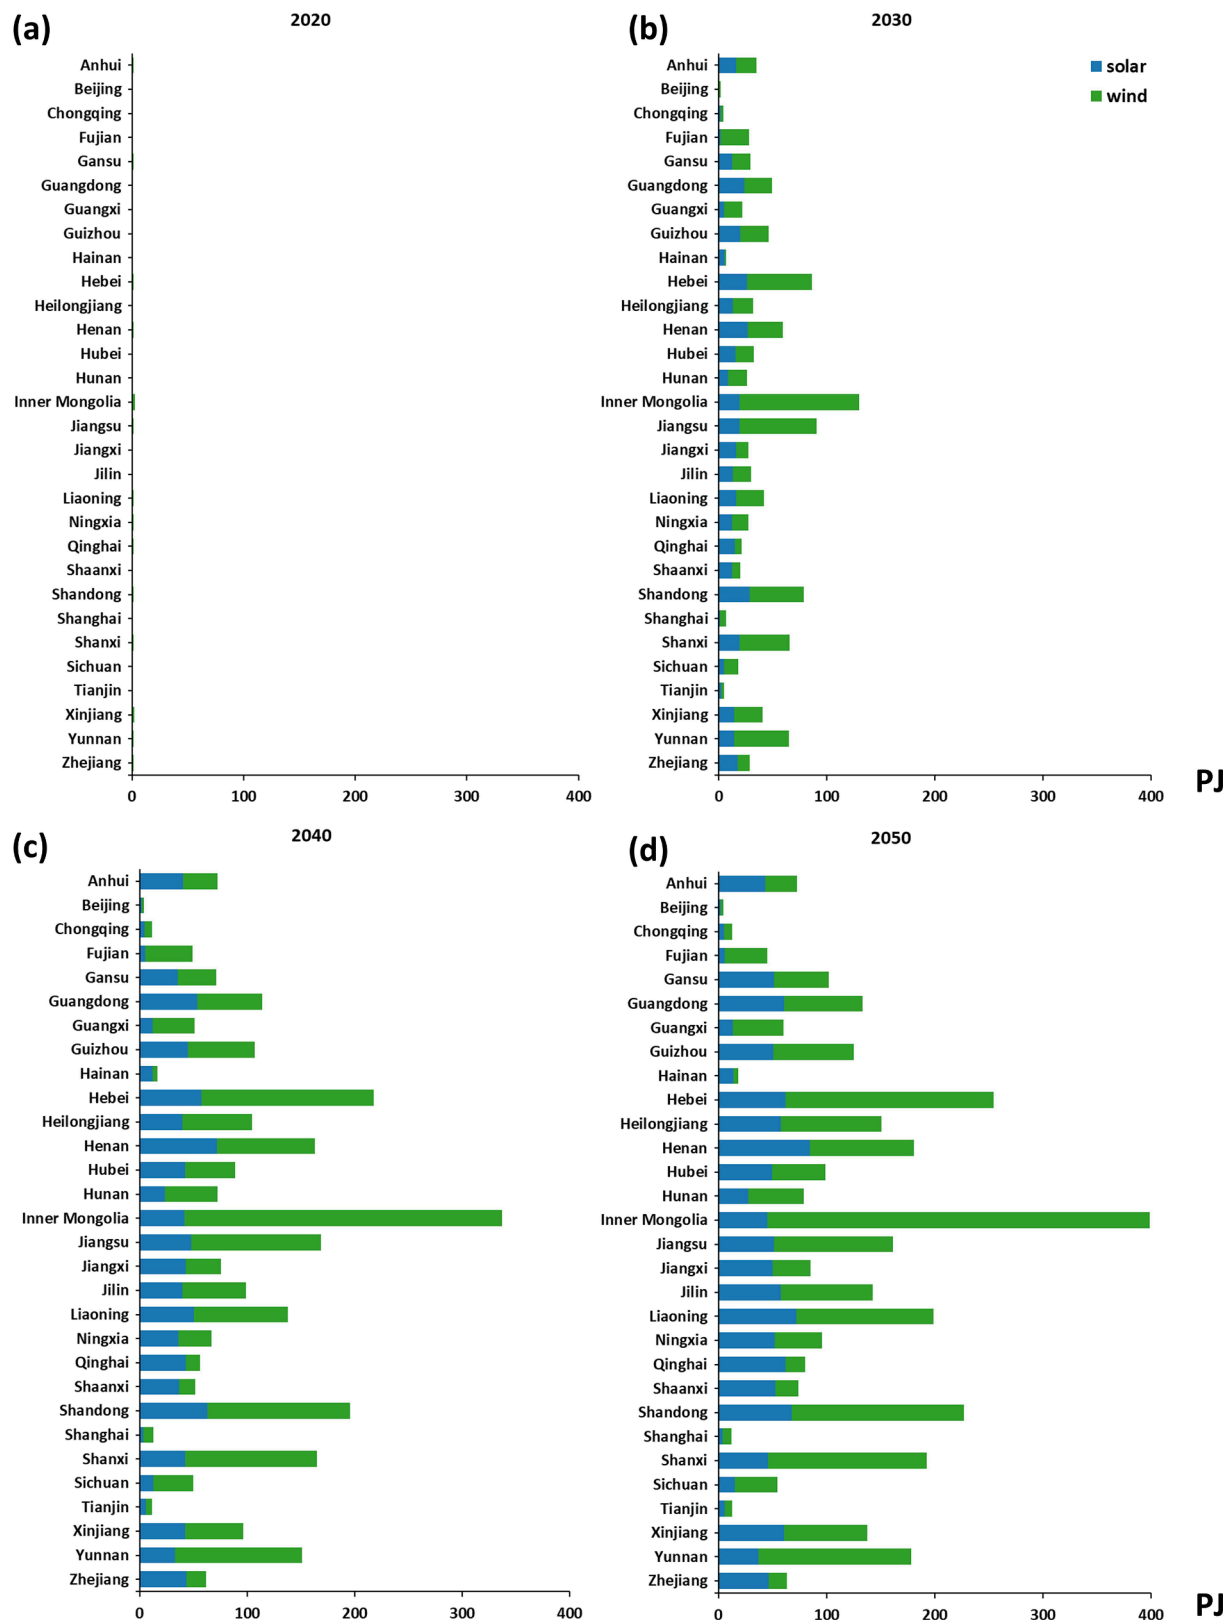 (a)
2020
Anhui
Beijing
Chongqing
Fujian
Gansu
Guangdong
Guangxi
Guizhou
Hainan
Hebei
Heilongjiang
Henan
Hubei
Hunan
Inner Mongolia
Jiangsu
Jiangxi
Jilin
Liaoning
Ningxia
Qinghai
Shaanxi
Shandong
Shanghai
Shanxi
Sichuan
Tianjin
Xinjiang
Yunnan
Zhejiang
0 100 200 300 400
(b)
2030
solar
wind
Anhui
Beijing
Chongqing
Fujian
Gansu
Guangdong
Guangxi
Guizhou
Hainan
Hebei
Heilongjiang
Henan
Hubei
Hunan
Inner Mongolia
Jiangsu
Jiangxi
Jilin
Liaoning
Ningxia
Qinghai
Shaanxi
Shandong
Shanghai
Shanxi
Sichuan
Tianjin
Xinjiang
Yunnan
Zhejiang
0 100 200 300 400
PJ
(c)
2040
Anhui
Beijing
Chongqing
Fujian
Gansu
Guangdong
Guangxi
Guizhou
Hainan
Hebei
Heilongjiang
Henan
Hubei
Hunan
Inner Mongolia
Jiangsu
Jiangxi
Jilin
Liaoning
Ningxia
Qinghai
Shaanxi
Shandong
Shanghai
Shanxi
Sichuan
Tianjin
Xinjiang
Yunnan
Zhejiang
0 100 200 300 400
(d)
2050
Anhui
Beijing
Chongqing
Fujian
Gansu
Guangdong
Guangxi
Guizhou
Hainan
Hebei
Heilongjiang
Henan
Hubei
Hunan
Inner Mongolia
Jiangsu
Jiangxi
Jilin
Liaoning
Ningxia
Qinghai
Shaanxi
Shandong
Shanghai
Shanxi
Sichuan
Tianjin
Xinjiang
Yunnan
Zhejiang
0 100 200 300 400
PJ